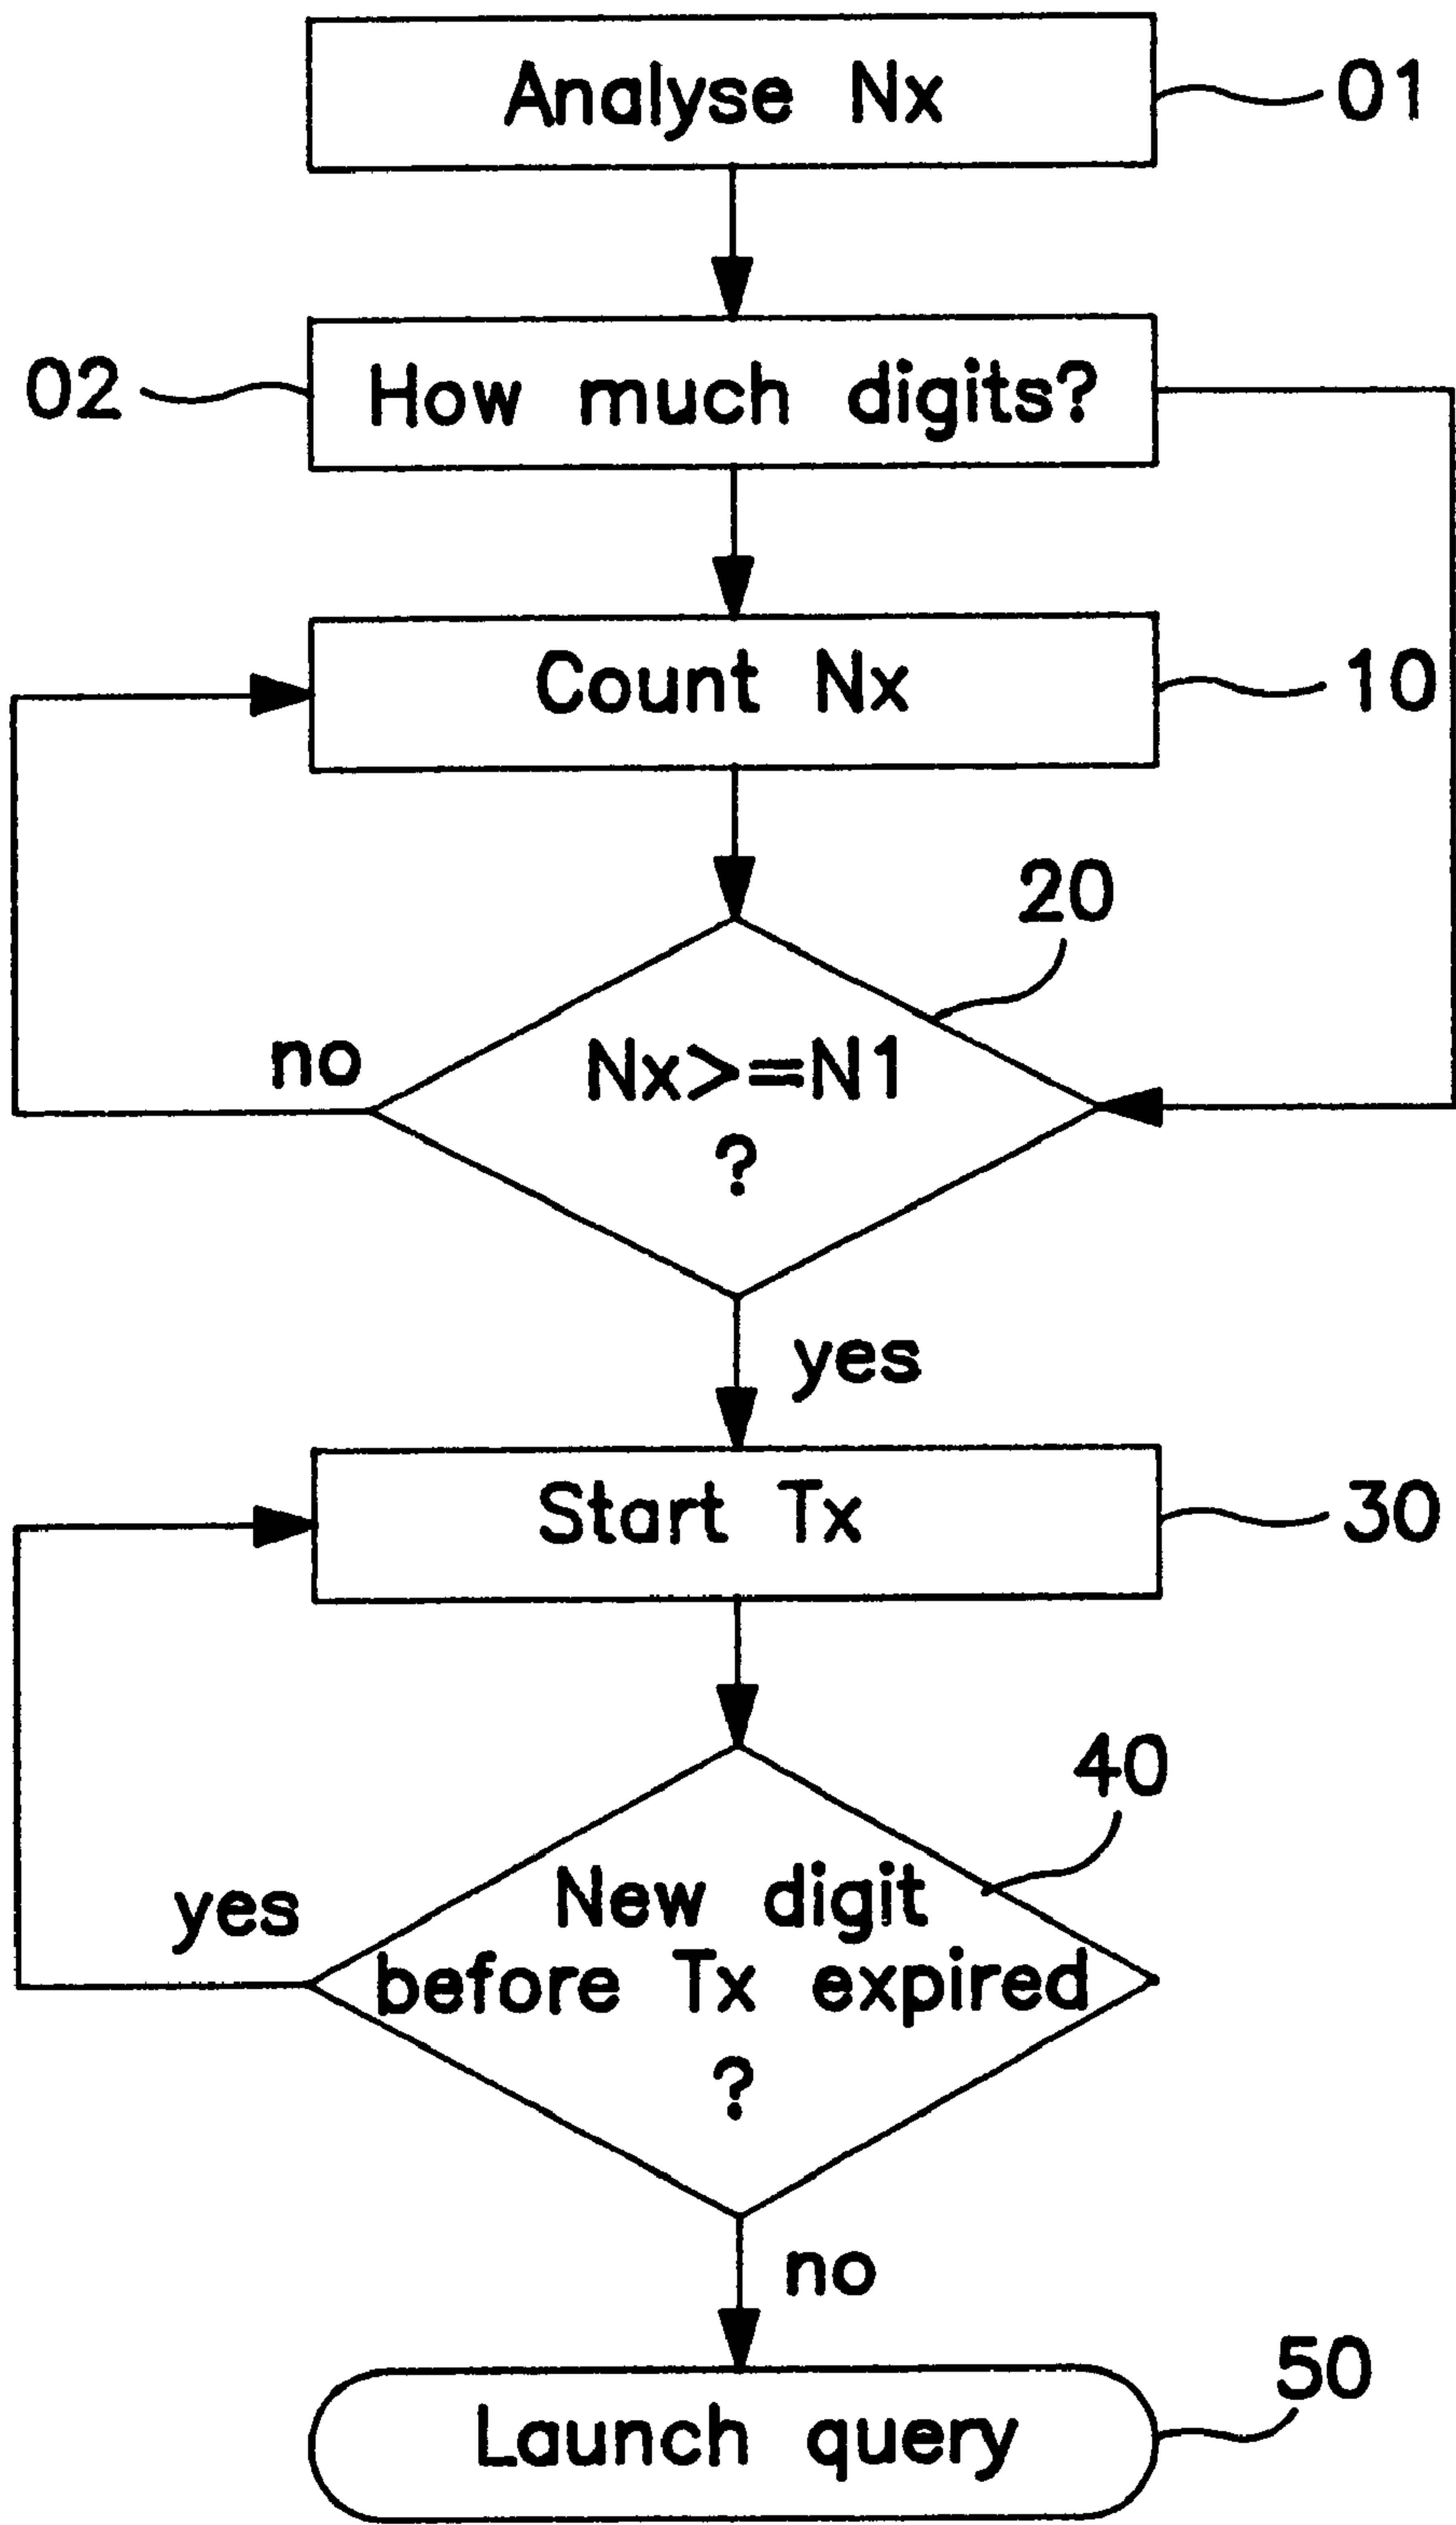 Analyse Nx
01
02
How much digits?
Count Nx
10
20
no
Nx>=N1
?
yes
Start Tx
30
40
yes
New digit
before Tx expired
?
no
50
Launch query